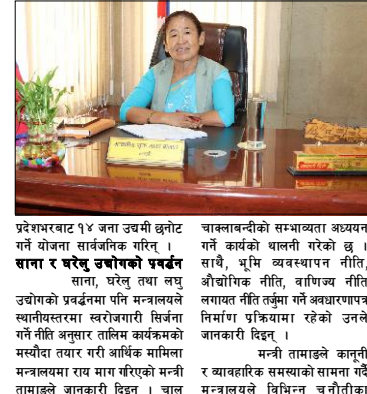 प्रदेशभरबाट १४ जना उद्यमी छनोट
गर्ने योजना सार्वजनिक गरिन् ।
साना र घरेलु उद्योगको प्रवर्द्धन
साना, घरेलु तथा लघु
उद्योगको प्रवर्द्धनमा पनि मन्त्रालयले
स्थानीयस्तरमा स्वरोजगारी सिर्जना
गर्ने नीति अनुसार तालिम कार्यक्रमको
मस्यौदा तयार गरी आर्थिक मामिला
मन्त्रालयमा राय माग गरिएको मन्त्री
तामाङले जानकारी दिइन् । चालु
चाक्लाबन्दीको सम्भाव्यता अध्ययन
गर्ने कार्यको थालनी गरेको छ ।
साथै, भूमि व्यवस्थापन नीति,
औद्योगिक नीति, वाणिज्य नीति
लगायत नीति तर्जुमा गर्ने अवधारणापत्र
निर्माण प्रक्रियामा रहेको उनले
जानकारी दिइन् ।
मन्त्री तामाङले कानूनी
र व्यावहारिक समस्याको सामना गर्दै
मन्त्रालयले विभिन्न चुनौतीका